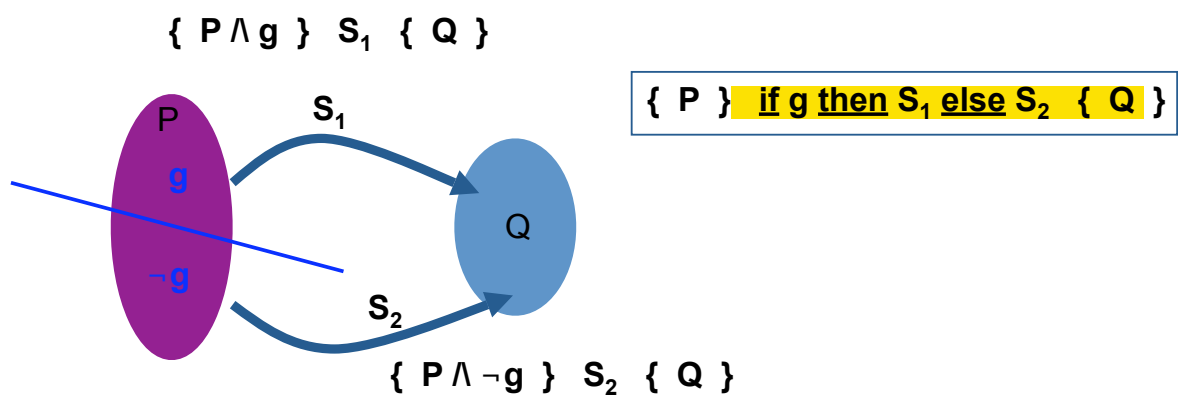 { P /\ g } S₁ { Q }
{ P } if g then S₁ else S₂ { Q }
S₁
P
g
Q
¬g
S₂
{ P /\ ¬g } S₂ { Q }